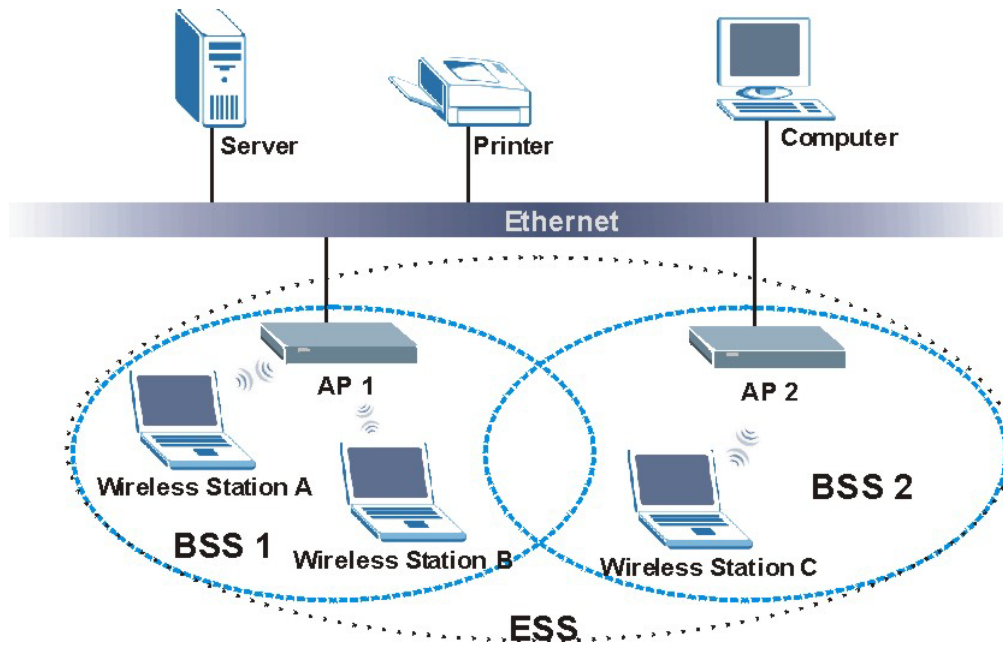 Server
Printer
Computer
Ethernet
AP 1
AP 2
Wireless Station A
BSS 2
BSS 1
Wireless Station B
Wireless Station C
ESS